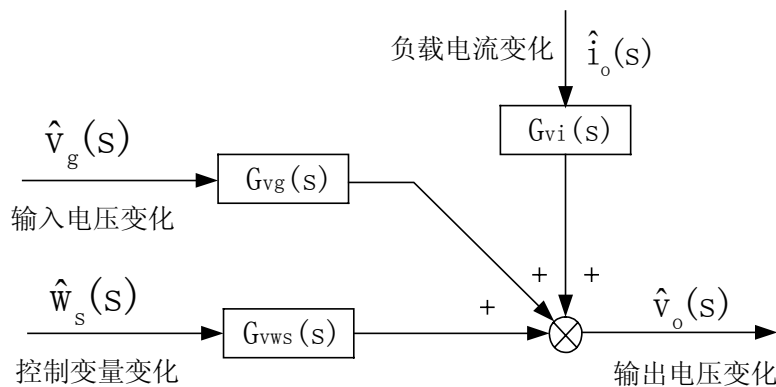 负载电流变化
î_o(s)
G_vi(s)
v̂_g(s)
G_vg(s)
输入电压变化
+ +
ŵ_s(s)
G_vws(s)
+
v̂_o(s)
控制变量变化
输出电压变化